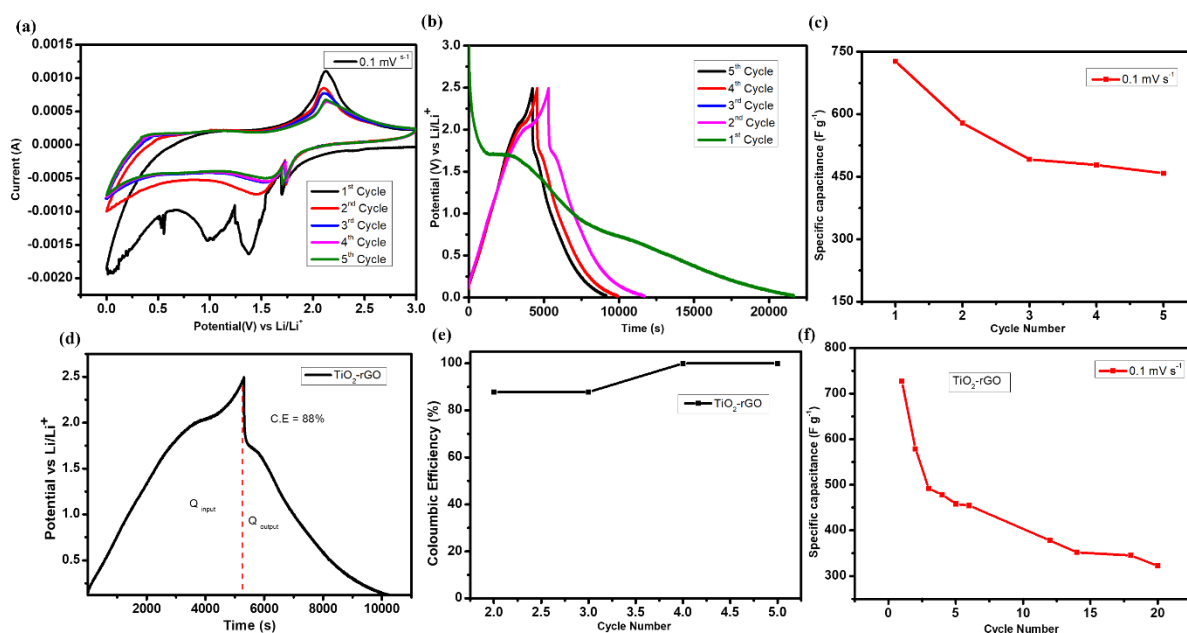 (a)
0.1 mV s-1
0.0015
0.0010
0.0005
0.0000
-0.0005
-0.0010
-0.0015
-0.0020
Current (A)
1st Cycle
2nd Cycle
3rd Cycle
4th Cycle
5th Cycle
0.0 0.5 1.0 1.5 2.0 2.5 3.0
Potential(V) vs Li/Li+
(b)
3.0
2.5
2.0
1.5
1.0
0.5
0.0
Potential (V) vs Li/Li+
5th Cycle
4th Cycle
3rd Cycle
2nd Cycle
1st Cycle
0 5000 10000 15000 20000
Time (s)
(c)
750
600
450
300
150
Specific capacitance (F g-1)
0.1 mV s-1
1 2 3 4 5
Cycle Number
(d)
TiO2-rGO
2.5
2.0
1.5
1.0
0.5
Potential vs Li/Li+
C.E = 88%
Q input
Q output
2000 4000 6000 8000 10000
Time (s)
(e)
100
80
60
40
20
0
Coloumbic Efficiency (%)
TiO2-rGO
2.0 2.5 3.0 3.5 4.0 4.5 5.0
Cycle Number
(f)
800
700
600
500
400
300
Specific capacitance (F g-1)
TiO2-rGO
0.1 mV s-1
0 5 10 15 20
Cycle Number